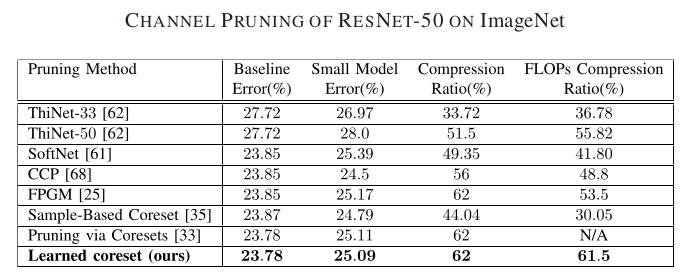 CHANNEL PRUNING OF RESNET-50 ON ImageNet
Pruning Method Baseline Small Model Compression FLOPs Compression
Error(%) Error(%) Ratio(%) Ratio(%)
ThiNet-33 [62] 27.72 26.97 33.72 36.78
ThiNet-50 [62] 27.72 28.0 51.5 55.82
SoftNet [61] 23.85 25.39 49.35 41.80
CCP [68] 23.85 24.5 56 48.8
FPGM [25] 23.85 25.17 62 53.5
Sample-Based Coreset [35] 23.87 24.79 44.04 30.05
Pruning via Coresets [33] 23.78 25.11 62 N/A
Learned coreset (ours) 23.78 25.09 62 61.5